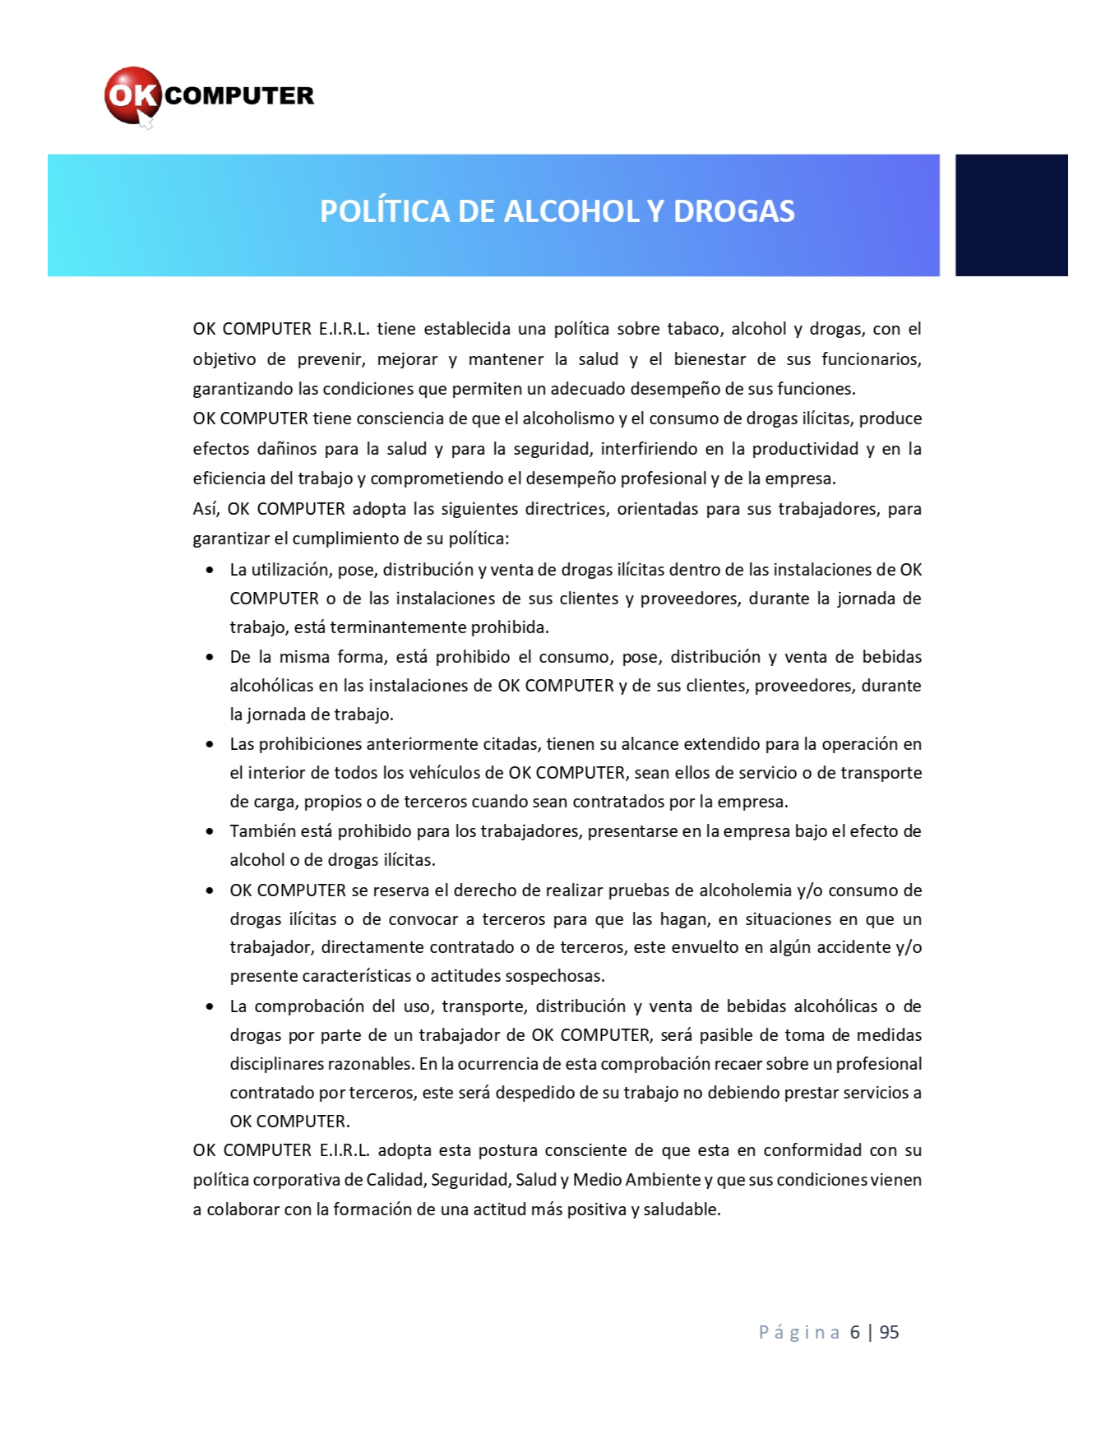 OK COMPUTER
POLÍTICA DE ALCOHOL Y DROGAS
OK COMPUTER E.I.R.L. tiene establecida una política sobre tabaco, alcohol y drogas, con el
objetivo de prevenir, mejorar y mantener la salud y el bienestar de sus funcionarios,
garantizando las condiciones que permiten un adecuado desempeño de sus funciones.
OK COMPUTER tiene consciencia de que el alcoholismo y el consumo de drogas ilícitas, produce
efectos dañinos para la salud y para la seguridad, interfiriendo en la productividad y en la
eficiencia del trabajo y comprometiendo el desempeño profesional y de la empresa.
Así, OK COMPUTER adopta las siguientes directrices, orientadas para sus trabajadores, para
garantizar el cumplimiento de su política:
• La utilización, pose, distribución y venta de drogas ilícitas dentro de las instalaciones de OK
COMPUTER o de las instalaciones de sus clientes y proveedores, durante la jornada de
trabajo, está terminantemente prohibida.
• De la misma forma, está prohibido el consumo, pose, distribución y venta de bebidas
alcohólicas en las instalaciones de OK COMPUTER y de sus clientes, proveedores, durante
la jornada de trabajo.
• Las prohibiciones anteriormente citadas, tienen su alcance extendido para la operación en
el interior de todos los vehículos de OK COMPUTER, sean ellos de servicio o de transporte
de carga, propios o de terceros cuando sean contratados por la empresa.
• También está prohibido para los trabajadores, presentarse en la empresa bajo el efecto de
alcohol o de drogas ilícitas.
• OK COMPUTER se reserva el derecho de realizar pruebas de alcoholemia y/o consumo de
drogas ilícitas o de convocar a terceros para que las hagan, en situaciones en que un
trabajador, directamente contratado o de terceros, este envuelto en algún accidente y/o
presente características o actitudes sospechosas.
• La comprobación del uso, transporte, distribución y venta de bebidas alcohólicas o de
drogas por parte de un trabajador de OK COMPUTER, será pasible de toma de medidas
disciplinares razonables. En la ocurrencia de esta comprobación recaer sobre un profesional
contratado por terceros, este será despedido de su trabajo no debiendo prestar servicios a
OK COMPUTER.
OK COMPUTER E.I.R.L. adopta esta postura consciente de que esta en conformidad con su
política corporativa de Calidad, Seguridad, Salud y Medio Ambiente y que sus condiciones vienen
a colaborar con la formación de una actitud más positiva y saludable.
Página 6 | 95